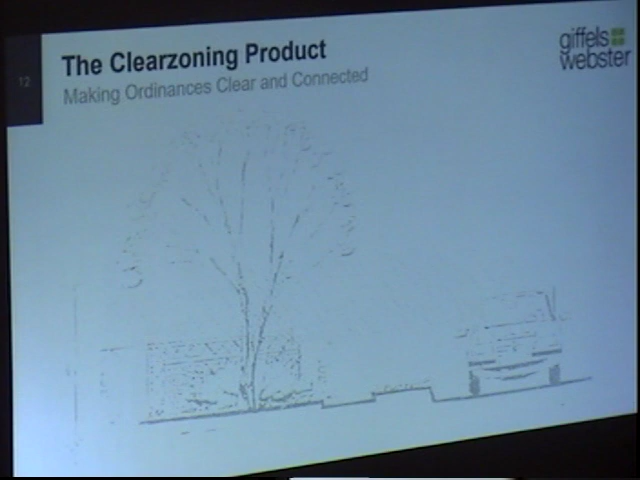 12
The Clearzoning Product
Making Ordinances Clear and Connected
giffels
webster